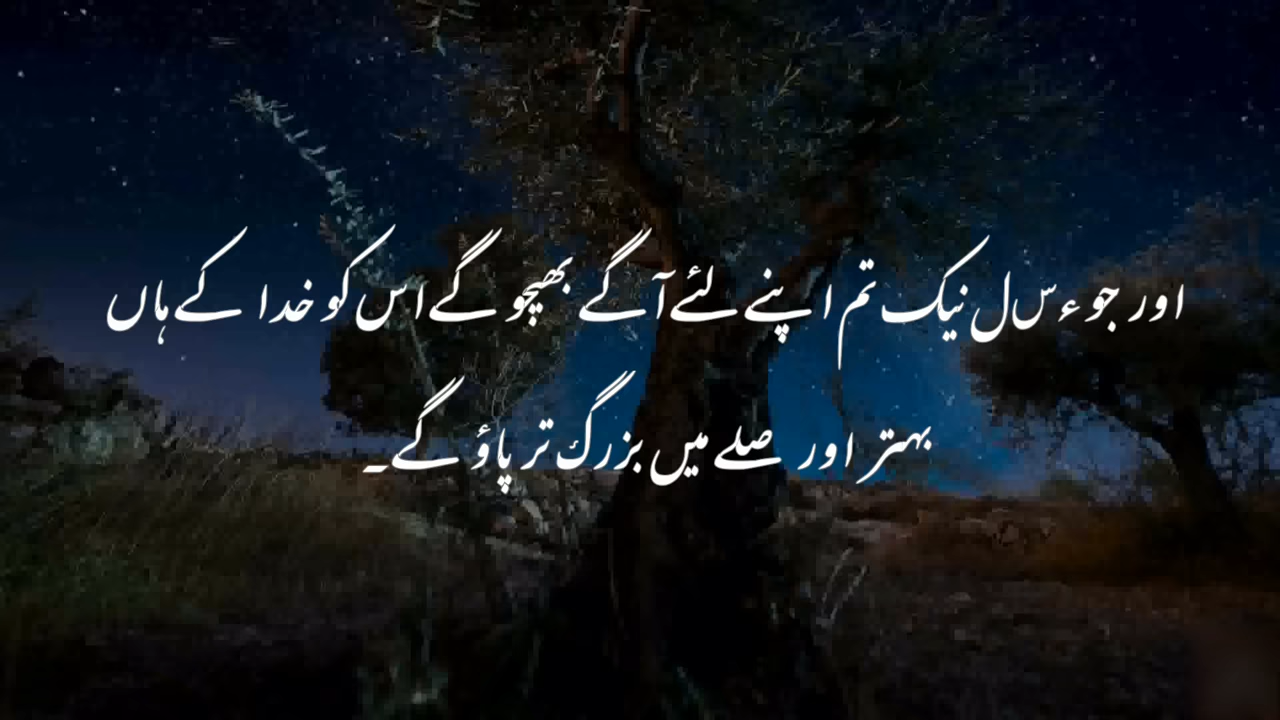 اور جو ءس ل نیک تم اپنے لئے آگے بھیجو گے اس کو خدا کے ہاں
بہتر اور صلے میں بزرگ تر پاؤ گے۔